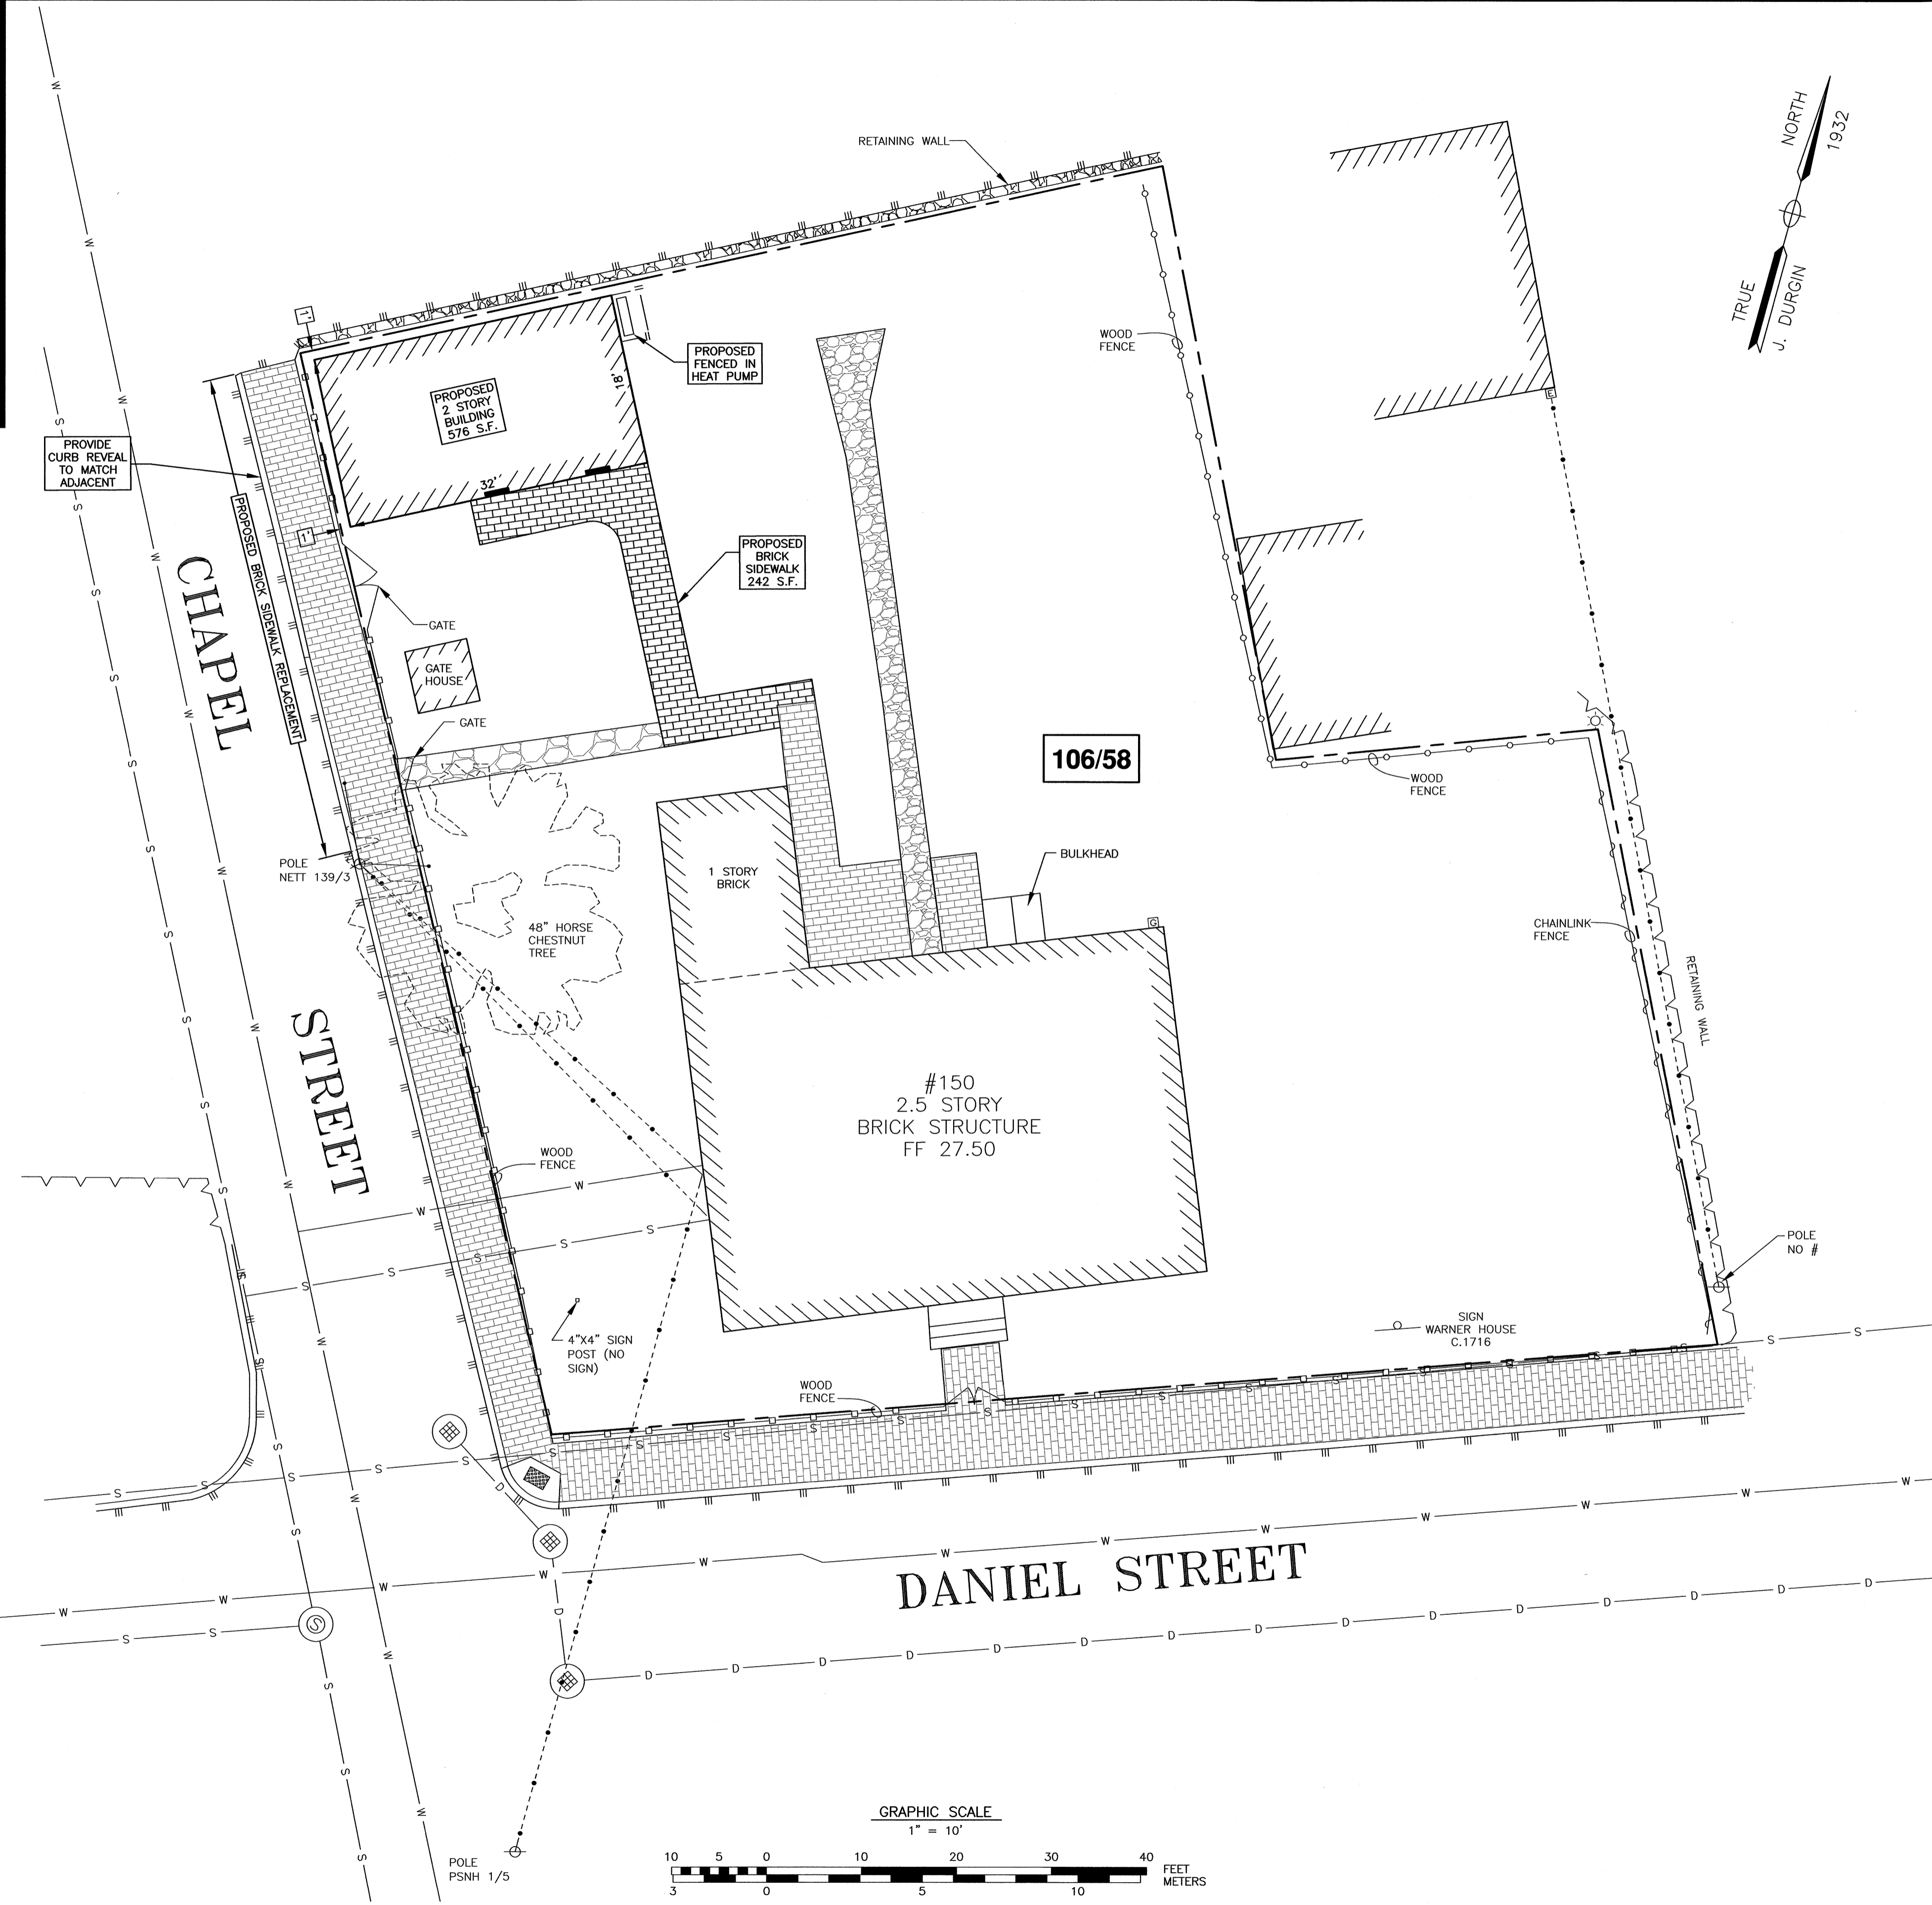 RETAINING WALL
TRUE NORTH
J. DURGIN 1932
1'
PROPOSED
FENCED IN
HEAT PUMP
WOOD
FENCE
PROPOSED
2 STORY
BUILDING
576 S.F.
18'
32'
PROVIDE
CURB REVEAL
TO MATCH
ADJACENT
PROPOSED BRICK SIDEWALK REPLACEMENT
1'
PROPOSED
BRICK
SIDEWALK
242 S.F.
E
GATE
GATE
HOUSE
GATE
CHAPEL
STREET
106/58
WOOD
FENCE
POLE
NETT 139/3
1 STORY
BRICK
BULKHEAD
48" HORSE
CHESTNUT
TREE
G
CHAINLINK
FENCE
RETAINING WALL
#150
2.5 STORY
BRICK STRUCTURE
FF 27.50
WOOD
FENCE
POLE
NO #
4"X4" SIGN
POST (NO
SIGN)
SIGN
WARNER HOUSE
C.1716
WOOD
FENCE
W W W W W W W W W W W W
S S S S S S S S S S S S
W
W
S S S S
S S S S S S S S S S S S
D
D
W W W W W W W W W W W
S S S
D D D D D D D D D D D D D D D
DANIEL STREET
POLE
PSNH 1/5
GRAPHIC SCALE
1" = 10'
10 5 0 10 20 30 40
FEET
METERS
3 0 5 10